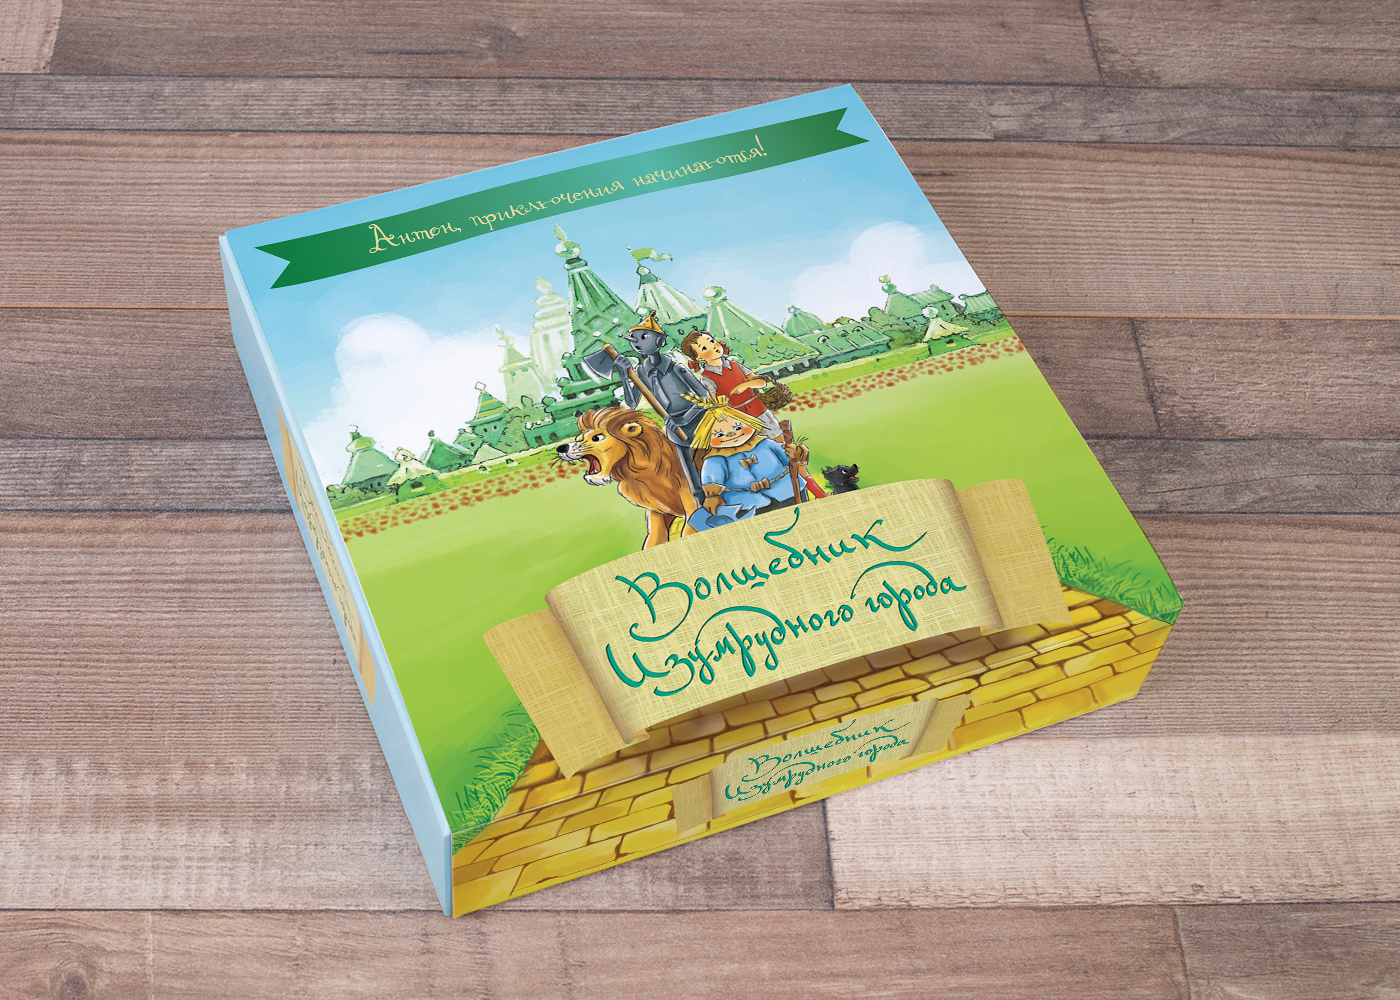 Антон, приключения начинаются!
Волшебник
Изумрудного города
Волшебник
Изумрудного города